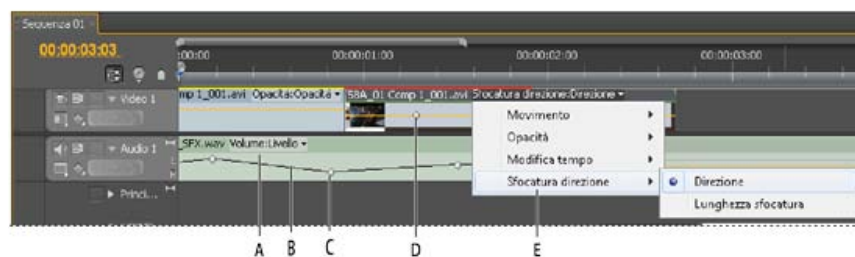 Sequenza 01
00:00:03:03
:00:00 00:00:01:00 00:00:02:00 00:00:03:00
Video 1
mp 1_001.avi Opacità:Opacità
S8A_01 Comp 1_001.avi Sfocatura direzione:Direzione
Movimento
Opacità
Modifica tempo
Sfocatura direzione
Direzione
Lunghezza sfocatura
Audio 1
L
R
_SFX.wav Volume:Livello
Princi...
A B C D E